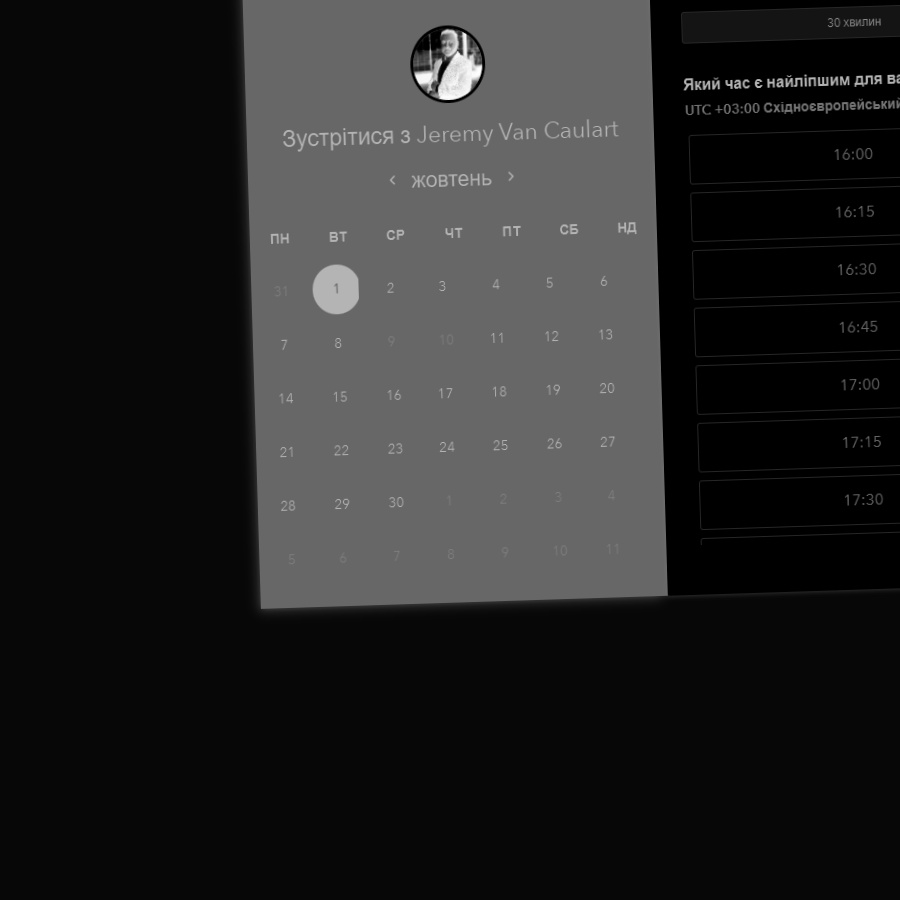 Зустрітися з Jeremy Van Caulart
‹ жовтень ›
ПН ВТ СР ЧТ ПТ СБ НД
31 1 2 3 4 5 6
7 8 9 10 11 12 13
14 15 16 17 18 19 20
21 22 23 24 25 26 27
28 29 30 1 2 3 4
5 6 7 8 9 10 11
30 хвилин
Який час є найліпшим для
UTC +03:00 Східноєвропейський
16:00
16:15
16:30
16:45
17:00
17:15
17:30